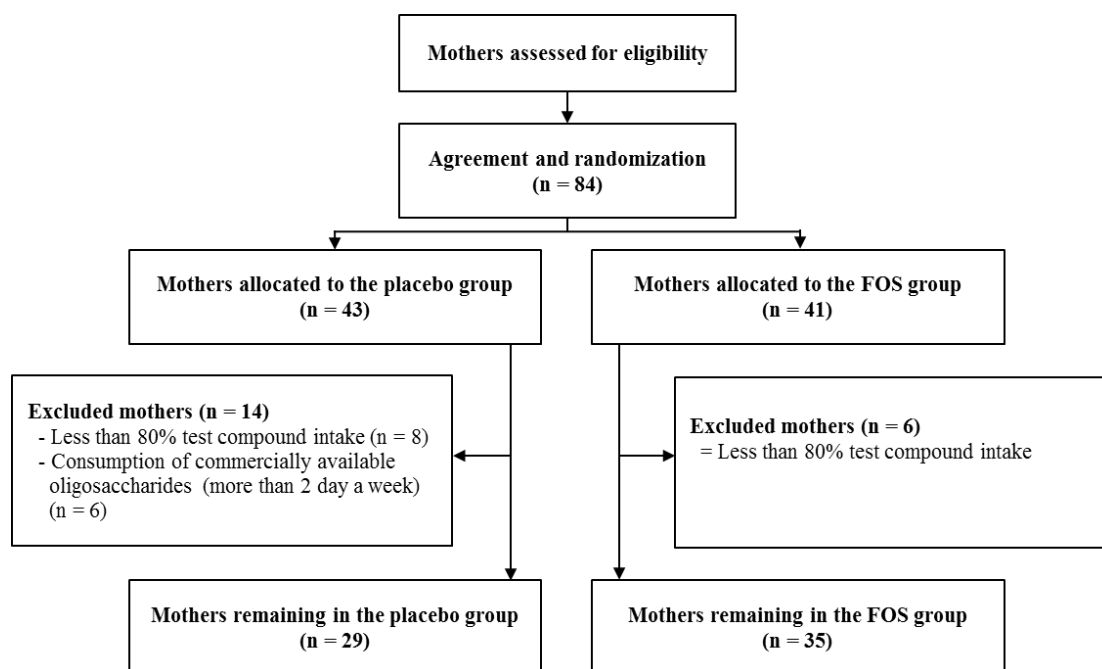 Mothers assessed for eligibility
Agreement and randomization
(n = 84)
Mothers allocated to the placebo group
(n = 43)
Mothers allocated to the FOS group
(n = 41)
Excluded mothers (n = 14)
- Less than 80% test compound intake (n = 8)
- Consumption of commercially available
oligosaccharides (more than 2 day a week)
(n = 6)
Excluded mothers (n = 6)
= Less than 80% test compound intake
Mothers remaining in the placebo group
(n = 29)
Mothers remaining in the FOS group
(n = 35)